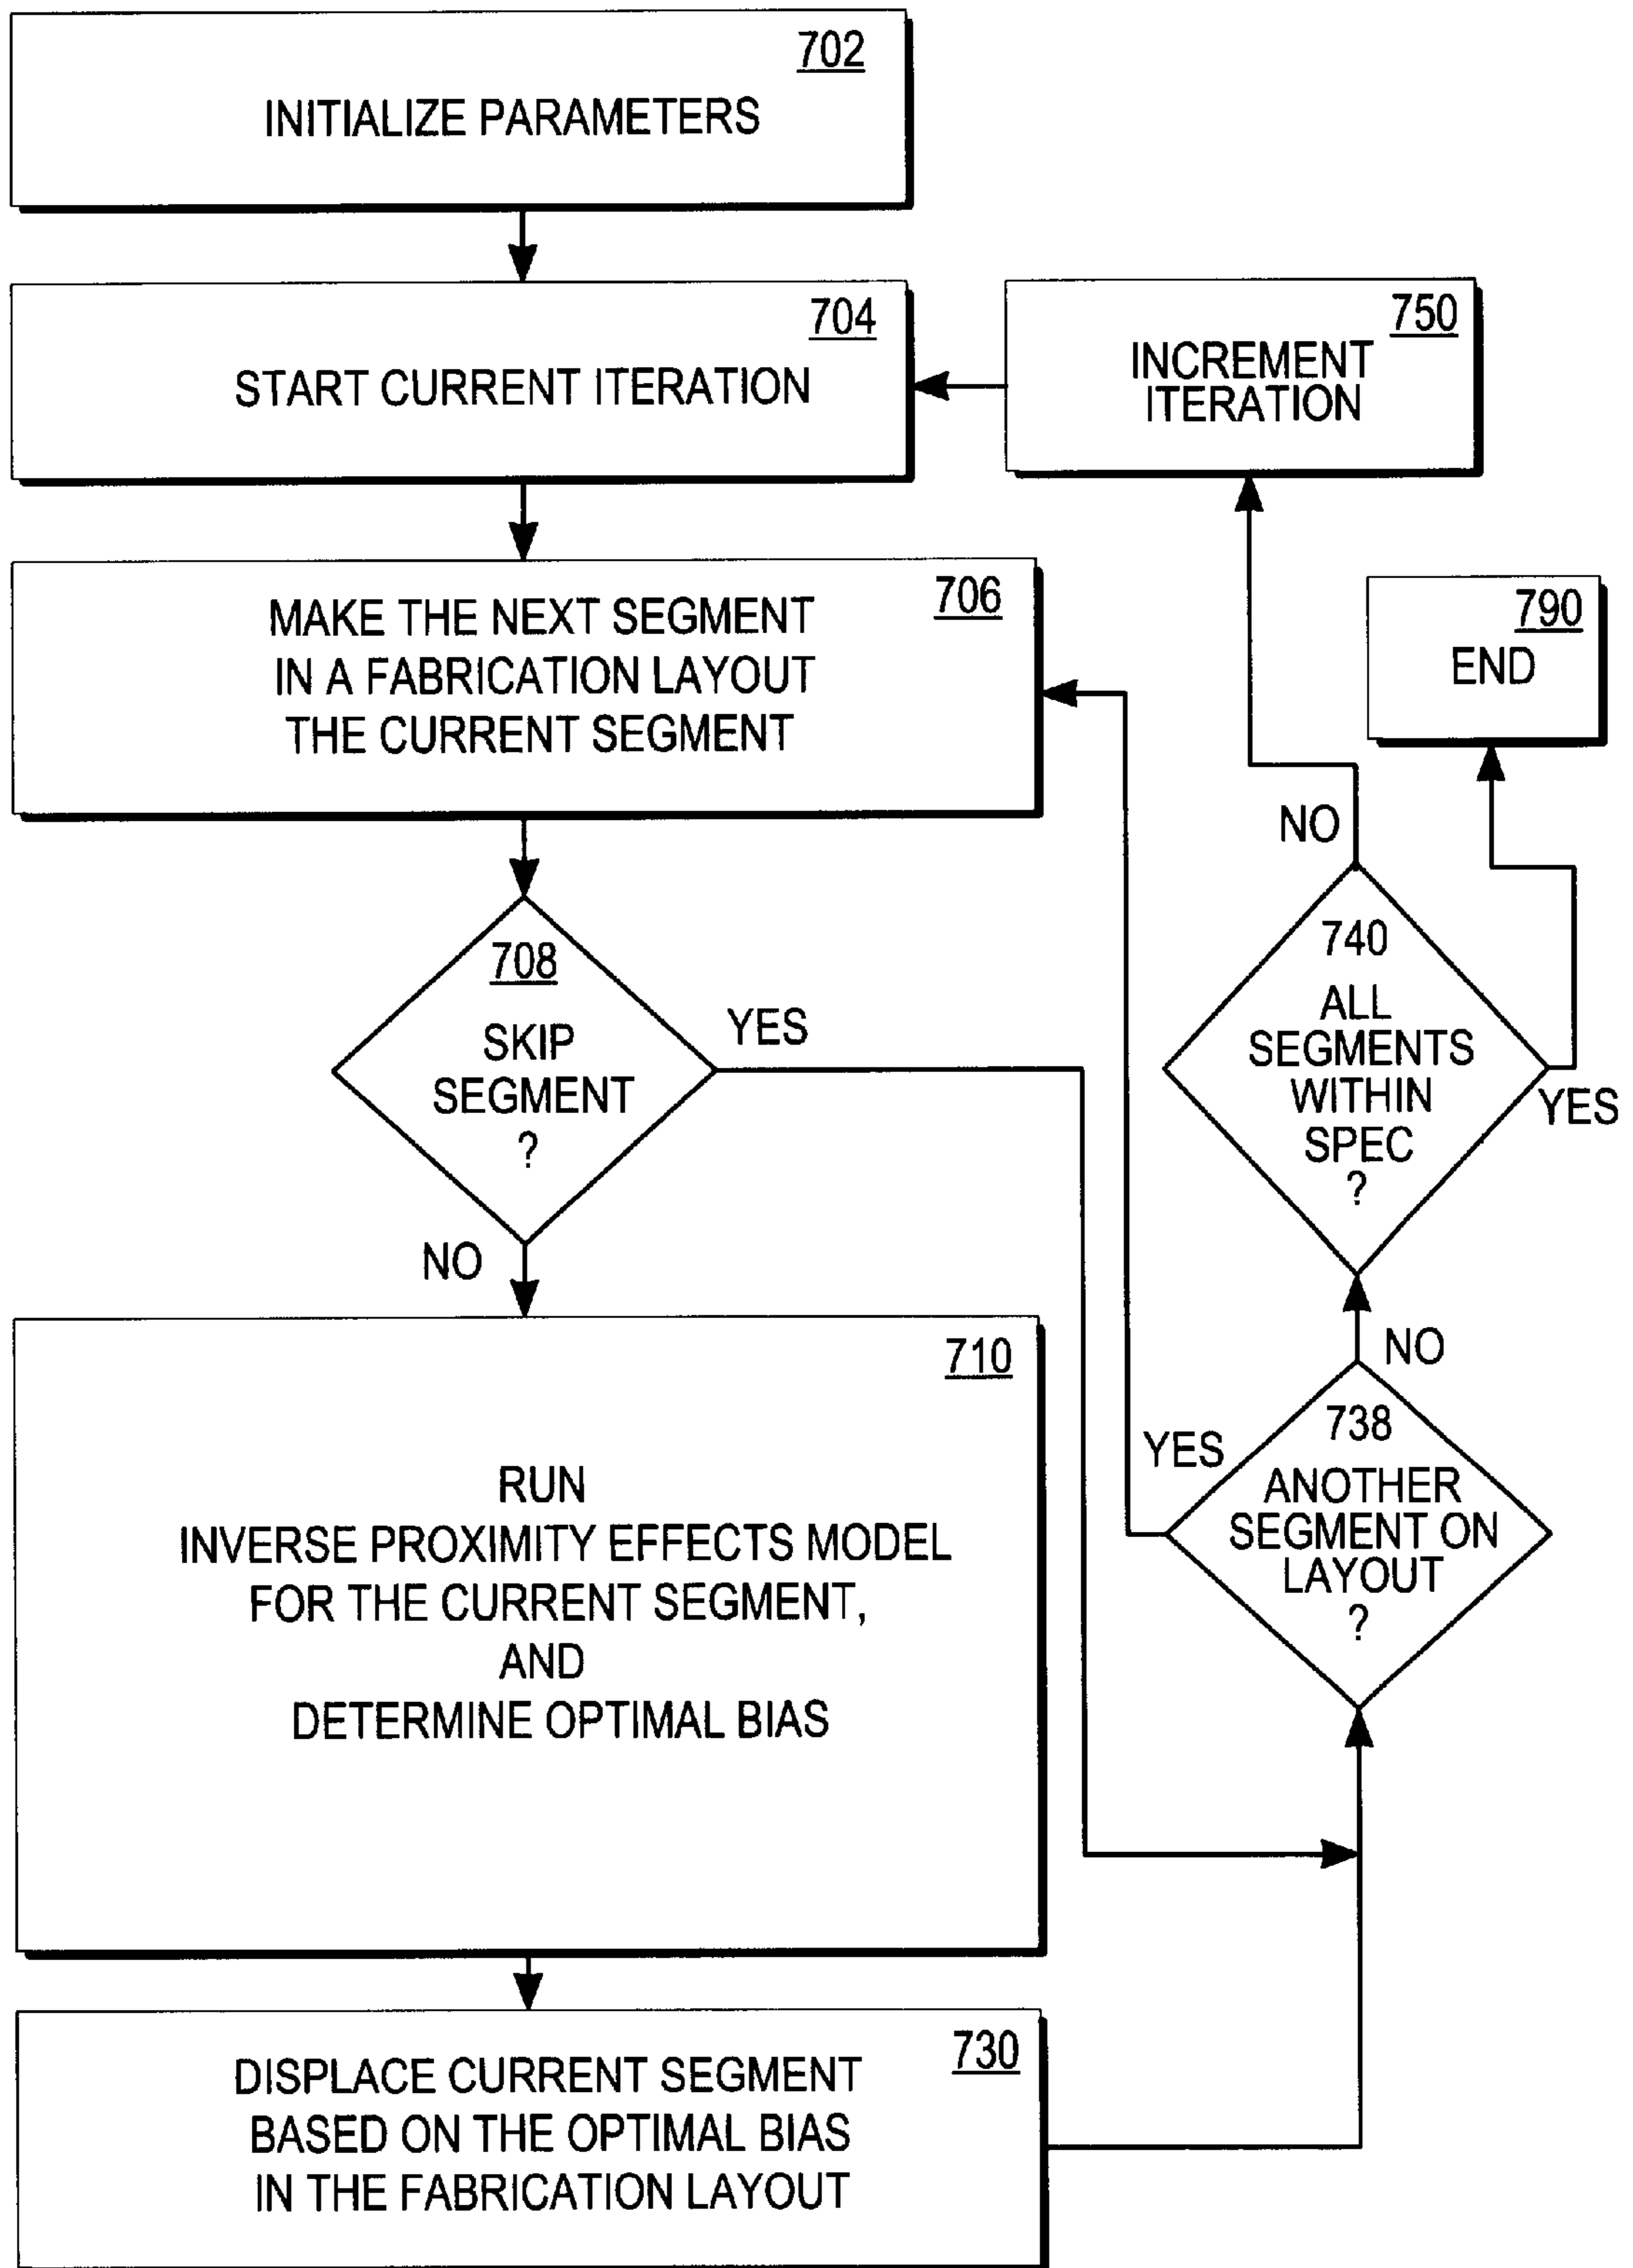 702
INITIALIZE PARAMETERS
704
START CURRENT ITERATION
750
INCREMENT
ITERATION
706
MAKE THE NEXT SEGMENT
IN A FABRICATION LAYOUT
THE CURRENT SEGMENT
790
END
NO
708
SKIP
SEGMENT
?
YES
NO
740
ALL
SEGMENTS
WITHIN
SPEC
?
YES
NO
738
ANOTHER
SEGMENT ON
LAYOUT
?
YES
710
RUN
INVERSE PROXIMITY EFFECTS MODEL
FOR THE CURRENT SEGMENT,
AND
DETERMINE OPTIMAL BIAS
730
DISPLACE CURRENT SEGMENT
BASED ON THE OPTIMAL BIAS
IN THE FABRICATION LAYOUT